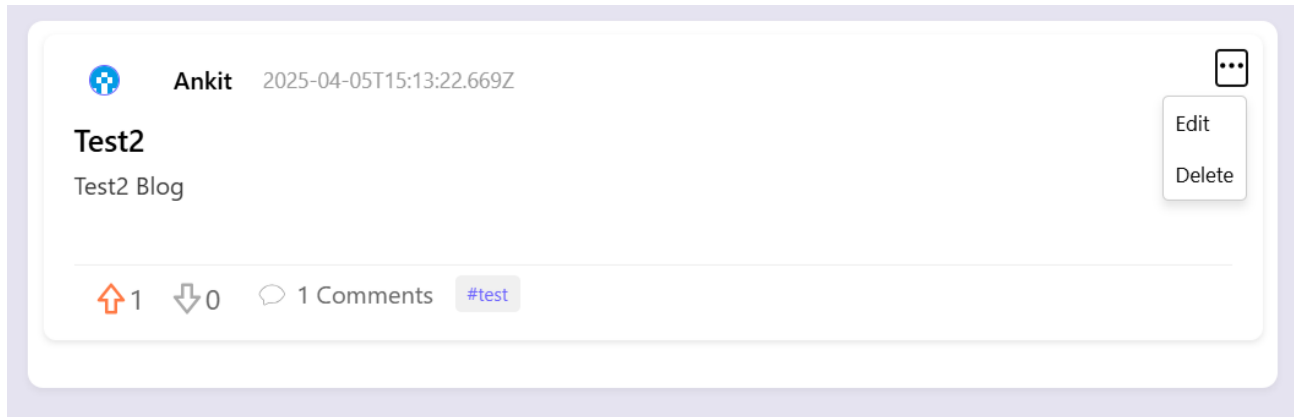 Ankit 2025-04-05T15:13:22.669Z
•••
Edit
Delete
Test2
Test2 Blog
1 0 1 Comments #test